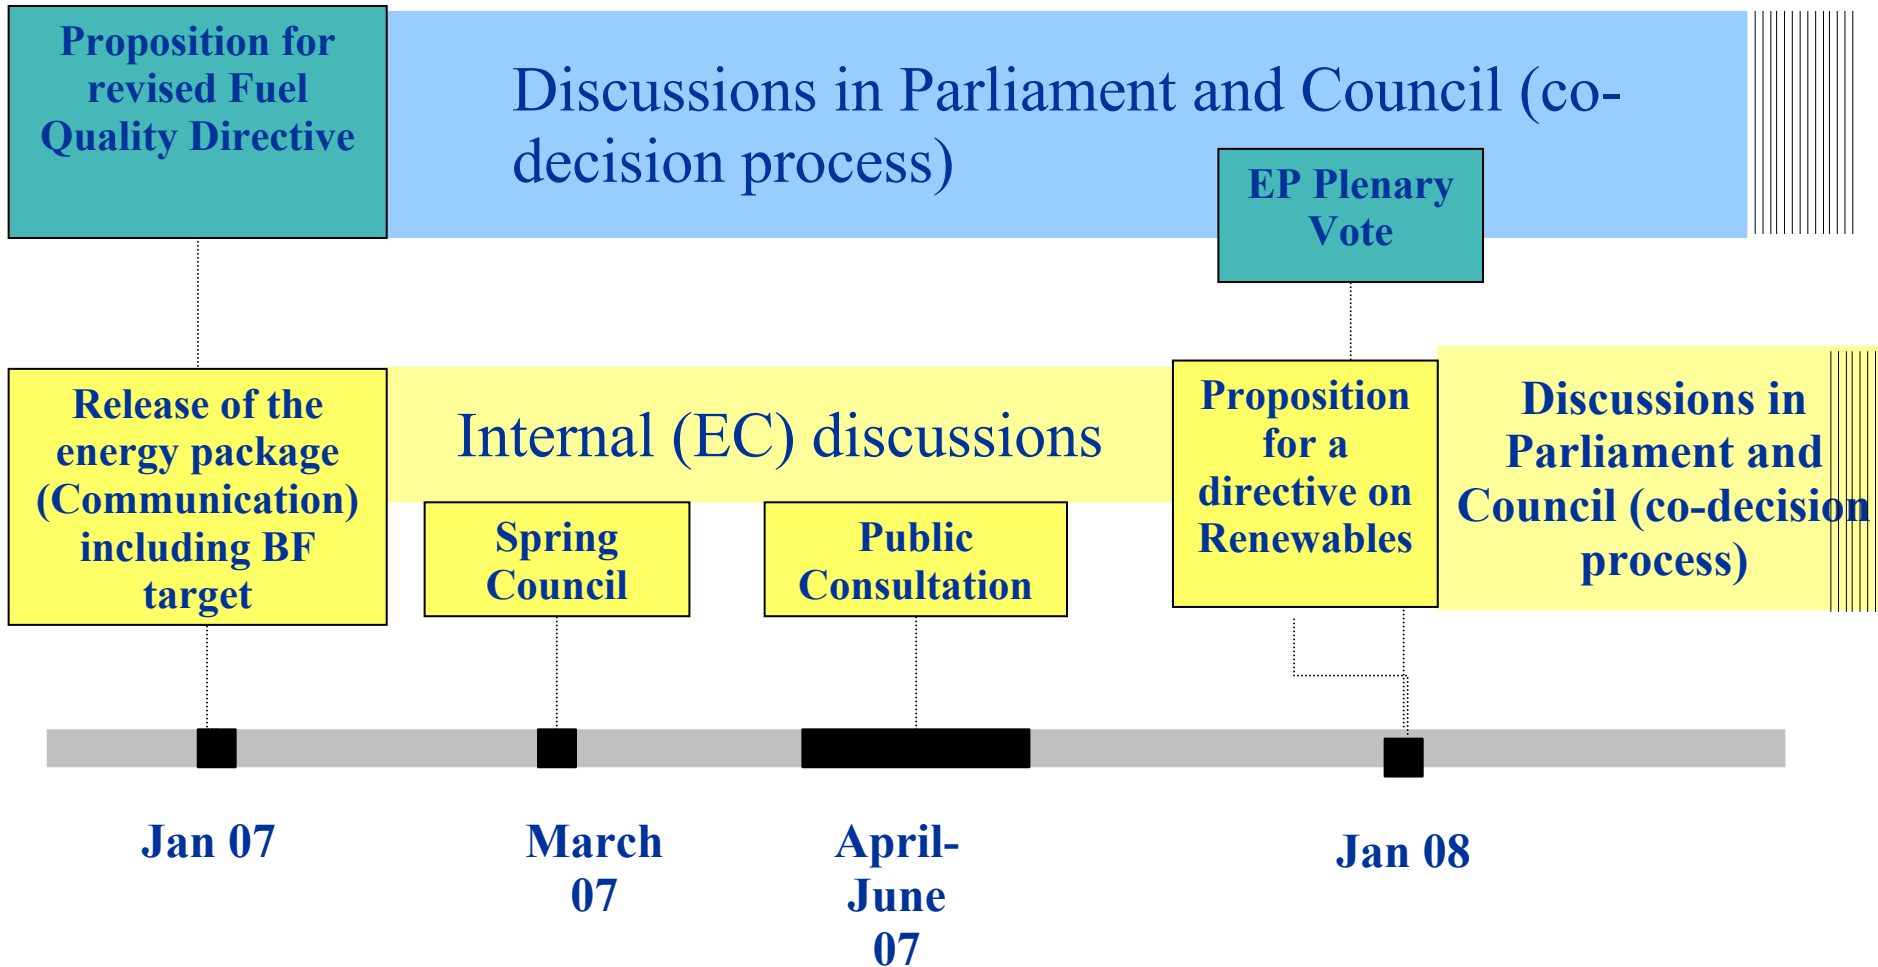 Proposition for
revised Fuel
Quality Directive
Discussions in Parliament and Council (co-
decision process)
EP Plenary
Vote
Release of the
energy package
(Communication)
including BF
target
Internal (EC) discussions
Spring
Council
Public
Consultation
Proposition
for a
directive on
Renewables
Discussions in
Parliament and
Council (co-decision
process)
Jan 07
March
07
April-
June
07
Jan 08